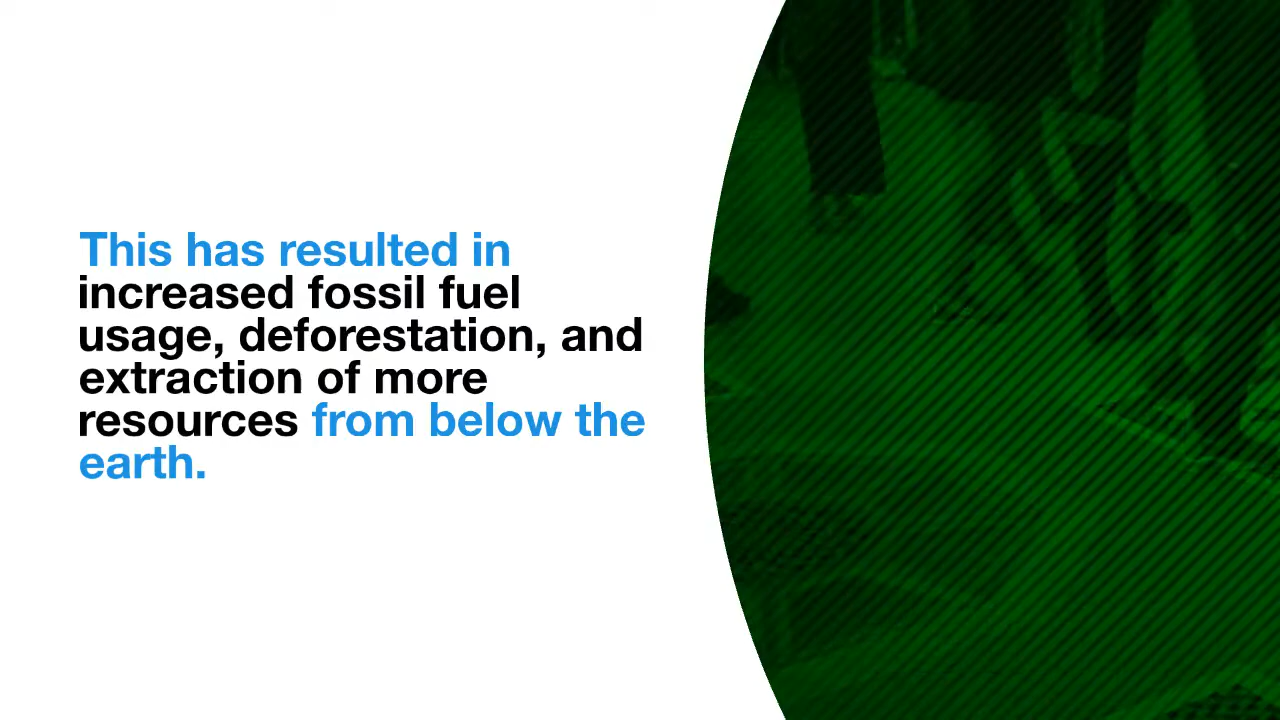 This has resulted in
increased fossil fuel
usage, deforestation, and
extraction of more
resources from below the
earth.